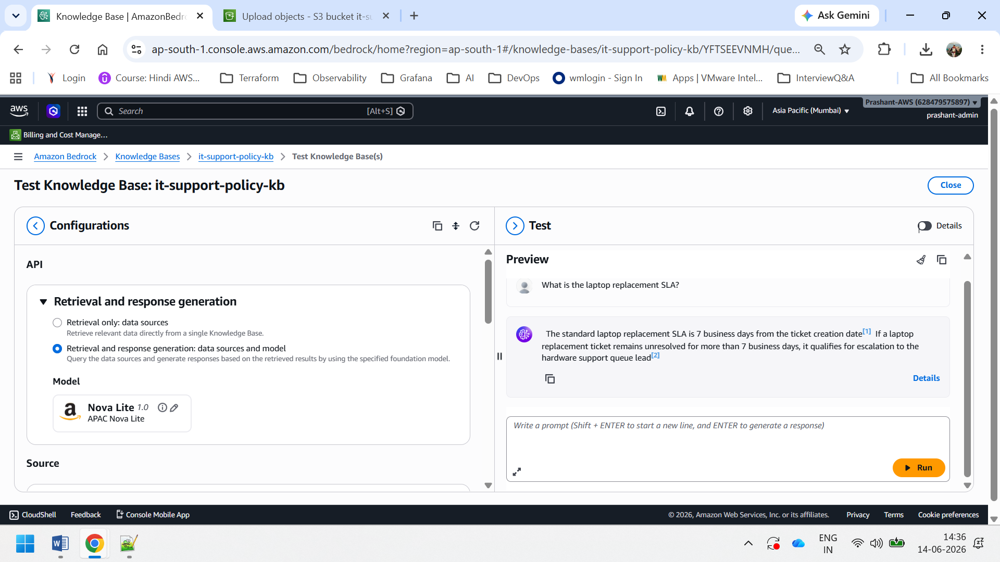 Knowledge Base | AmazonBedro
Upload objects - S3 bucket it-su
Ask Gemini
ap-south-1.console.aws.amazon.com/bedrock/home?region=ap-south-1#/knowledge-bases/it-support-policy-kb/YFTSEEVNMH/que...
Login
Course: Hindi AWS...
Terraform
Observability
Grafana
AI
DevOps
wmlogin - Sign In
Apps | VMware Intel...
InterviewQ&A
All Bookmarks
aws
Search
[Alt+S]
Asia Pacific (Mumbai)
Prashant-AWS (628479575897)
prashant-admin
Billing and Cost Manage...
Amazon Bedrock
Knowledge Bases
it-support-policy-kb
Test Knowledge Base(s)
Test Knowledge Base: it-support-policy-kb
Close
Configurations
API
Retrieval and response generation
Retrieval only: data sources
Retrieve relevant data directly from a single Knowledge Base.
Retrieval and response generation: data sources and model
Query the data sources and generate responses based on the retrieved results by using the specified foundation model.
Model
Nova Lite 1.0
APAC Nova Lite
Source
Test
Details
Preview
What is the laptop replacement SLA?
The standard laptop replacement SLA is 7 business days from the ticket creation date[1] If a laptop
replacement ticket remains unresolved for more than 7 business days, it qualifies for escalation to the
hardware support queue lead[2]
Details
Write a prompt (Shift + ENTER to start a new line, and ENTER to generate a response)
Run
CloudShell
Feedback
Console Mobile App
© 2026, Amazon Web Services, Inc. or its affiliates.
Privacy
Terms
Cookie preferences
ENG
IN
14:36
14-06-2026